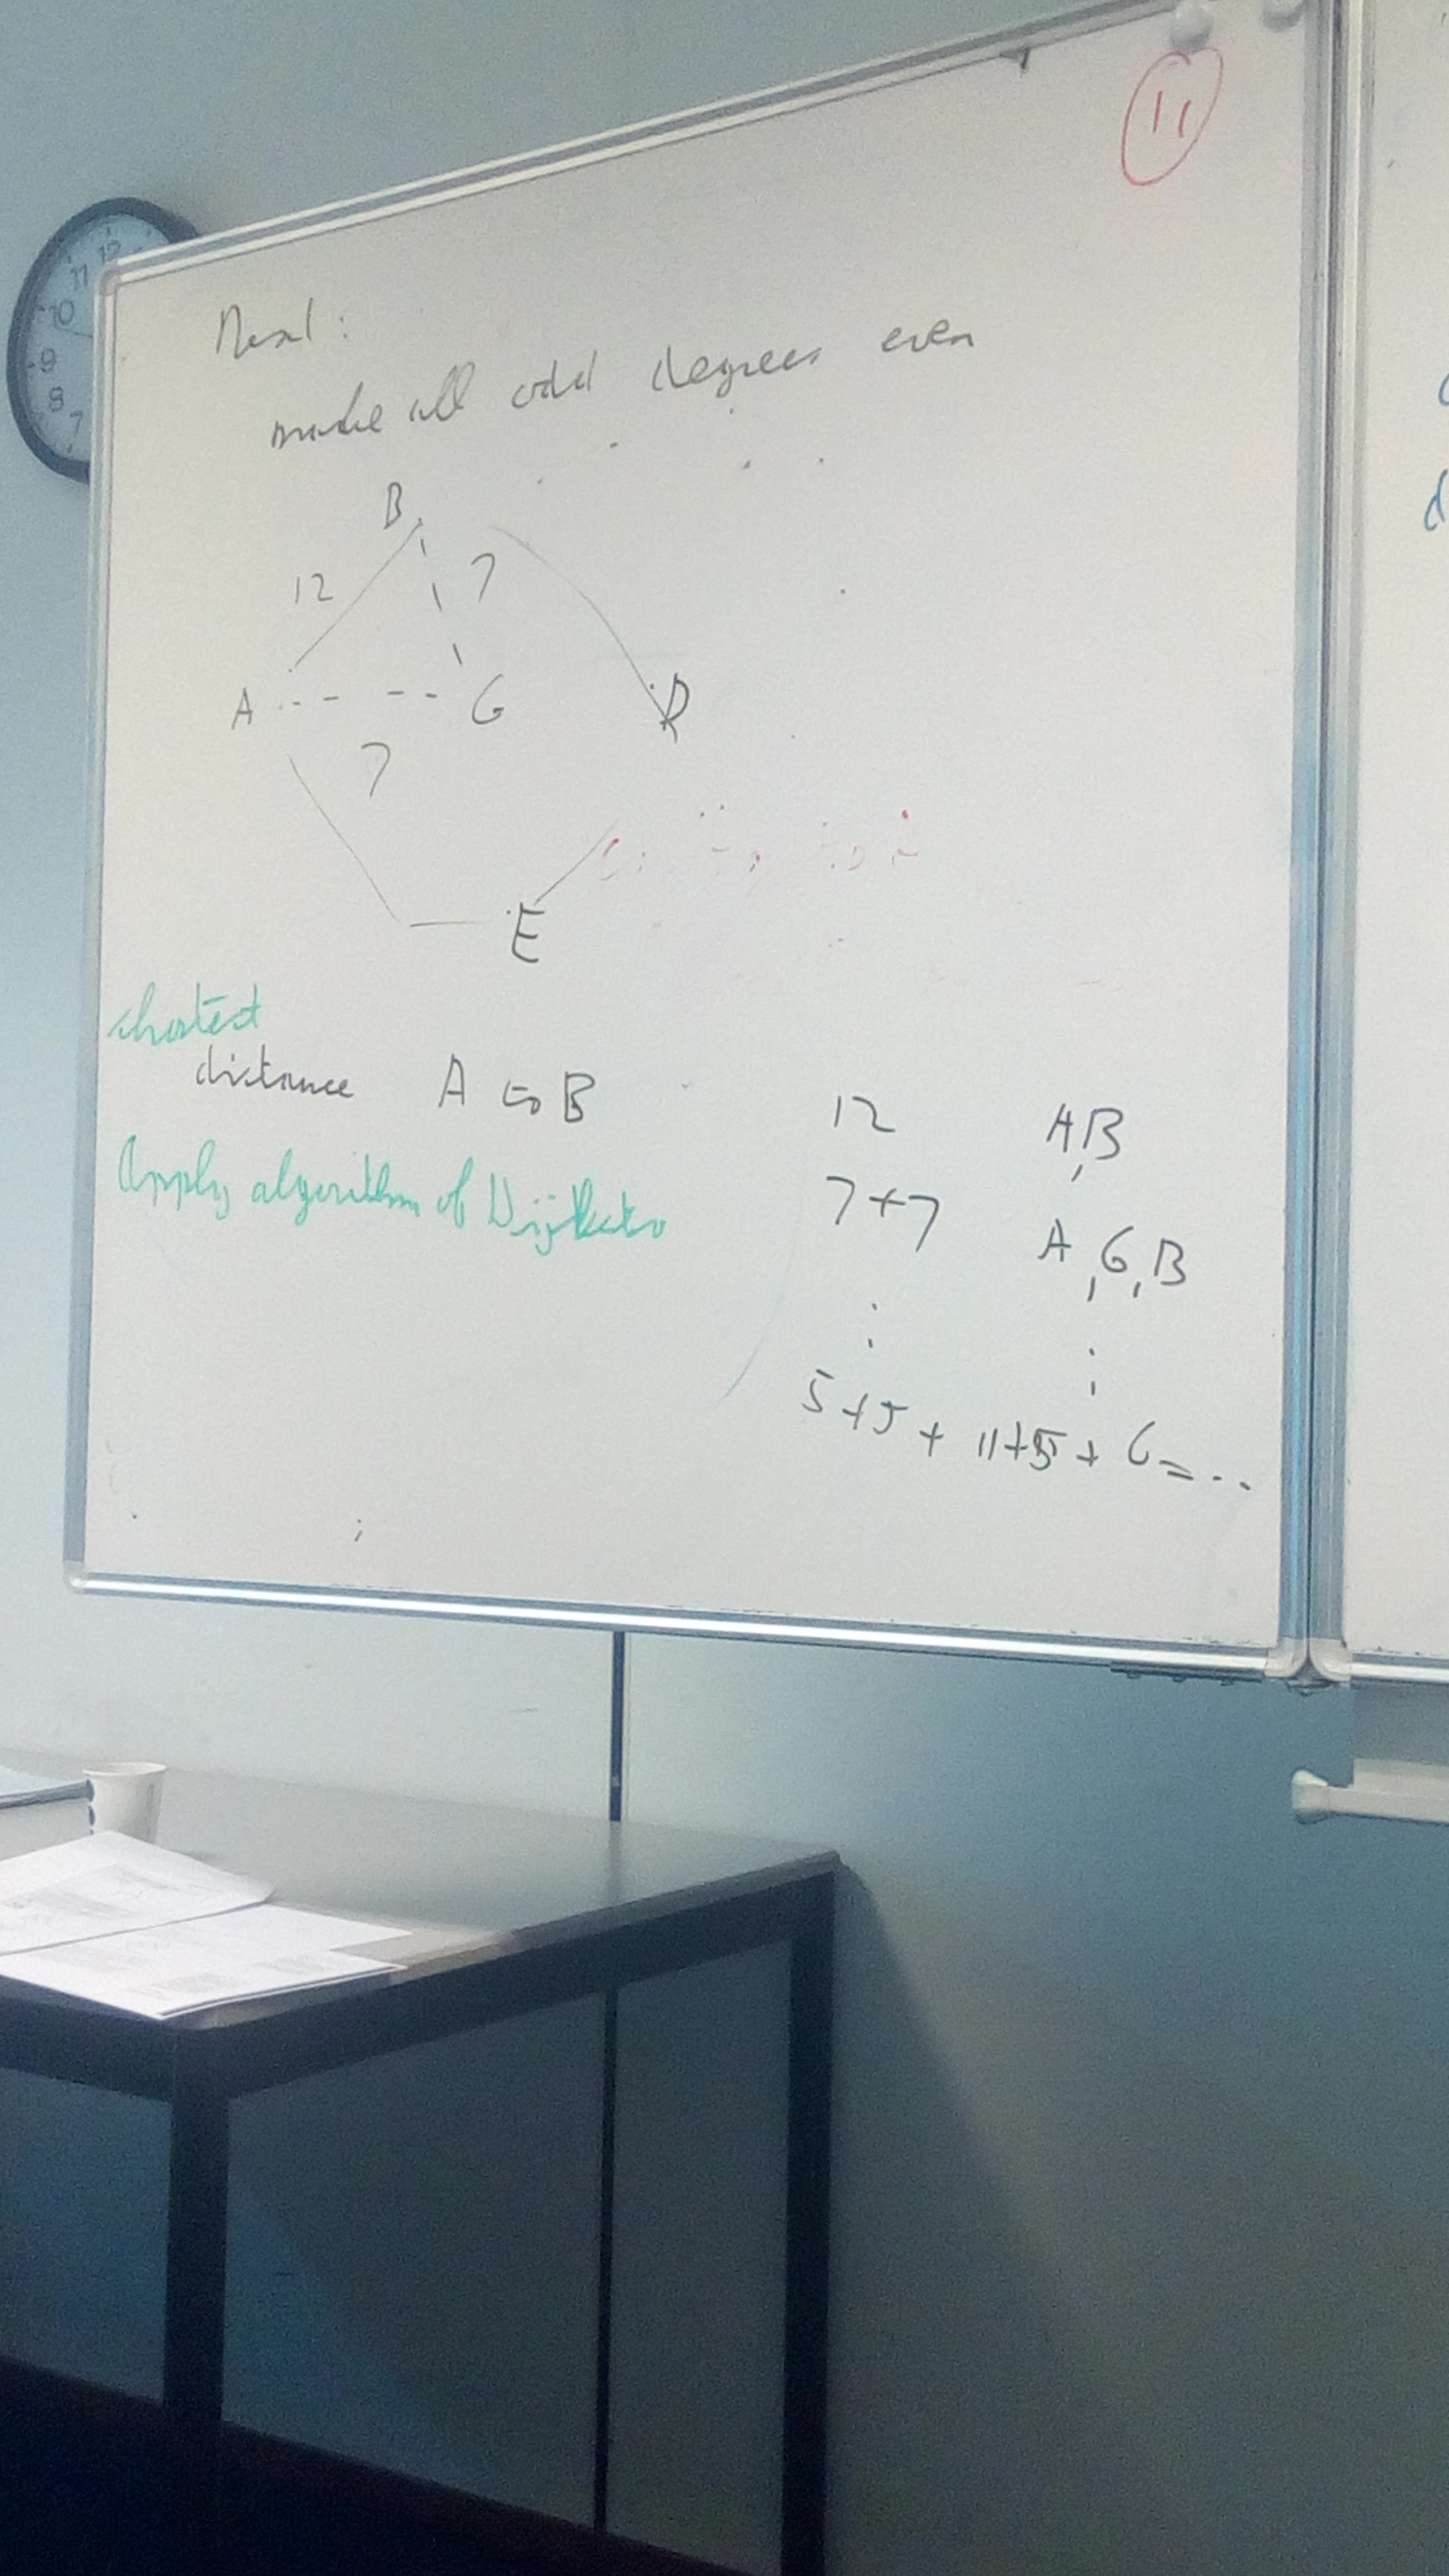 11
Next:
make all odd degrees even
B
12
7
A
G
D
7
E
shortest
distance A to B
12 A,B
Apply algorithm of Dijkstra
7+7 A,G,B
:
:
5+5+11+5+6=...
12
11
10
9
8
7